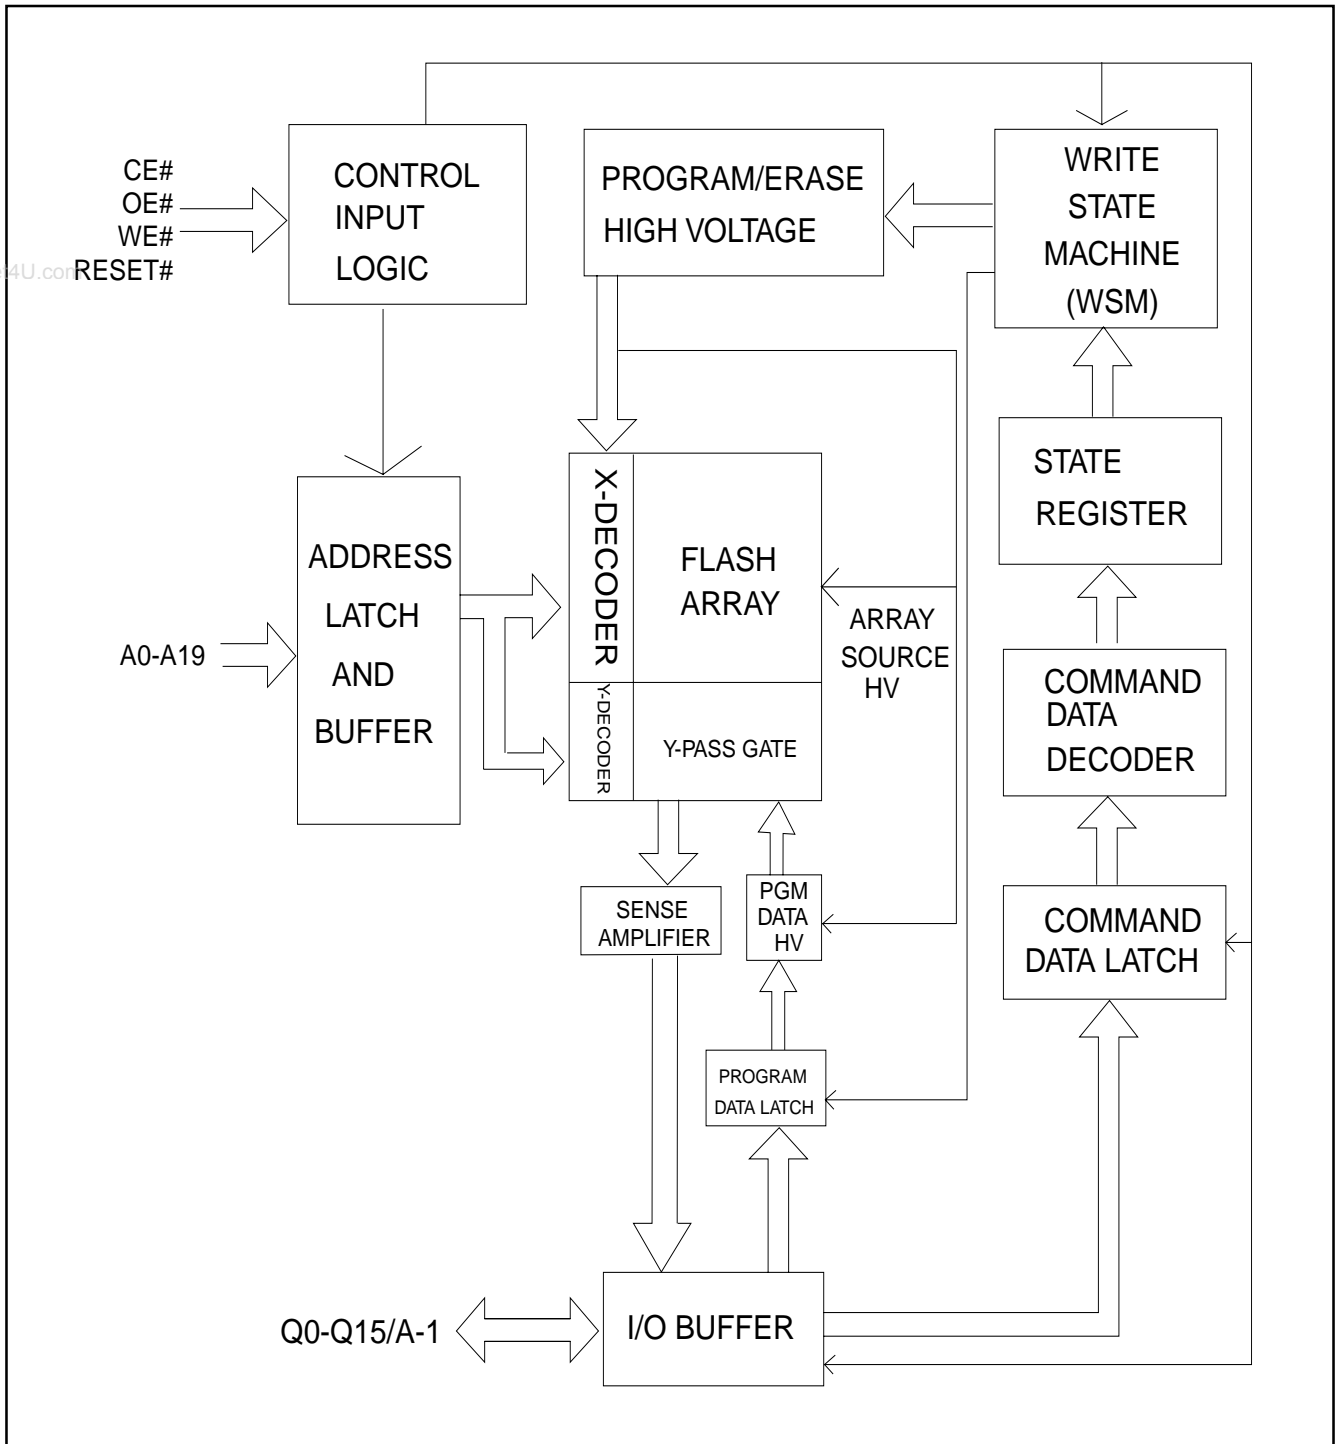 CE#
OE#
WE#
RESET#
t4U.com
CONTROL
INPUT
LOGIC
PROGRAM/ERASE
HIGH VOLTAGE
WRITE
STATE
MACHINE
(WSM)
STATE
REGISTER
ADDRESS
LATCH
AND
BUFFER
A0-A19
X-DECODER
FLASH
ARRAY
ARRAY
SOURCE
HV
Y-DECODER
Y-PASS GATE
COMMAND
DATA
DECODER
SENSE
AMPLIFIER
PGM
DATA
HV
COMMAND
DATA LATCH
PROGRAM
DATA LATCH
Q0-Q15/A-1
I/O BUFFER